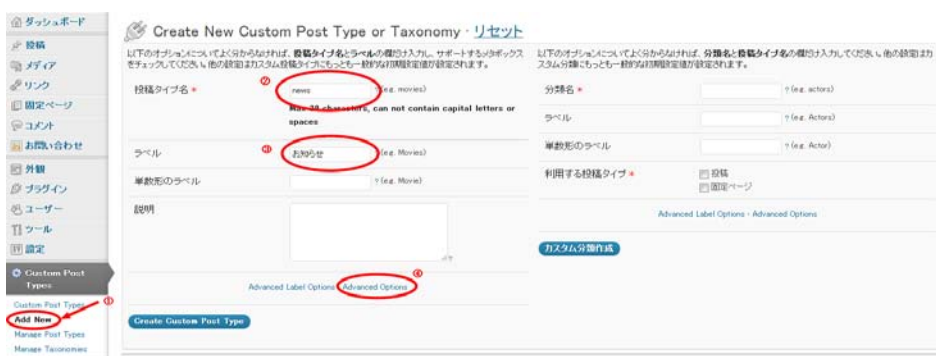 ダッシュボード
投稿
メディア
リンク
固定ページ
コメント
お問い合わせ
外観
プラグイン
ユーザー
ツール
設定
Custom Post
Types
Custom Post Types
①
Add New
Manage Post Types
Manage Taxonomies
Create New Custom Post Type or Taxonomy · リセット
以下のオプションについてよく分からなければ、投稿タイプ名とラベルの欄だけ入力し、サポートするメタボックス
をチェックしてください。他の設定はカスタム投稿タイプにもっとも一般的な初期設定値が設定されます。
投稿タイプ名 *
②
news
? (e.g. movies)
Max 20 characters, can not contain capital letters or
spaces
ラベル
③
お知らせ
(e.g. Movies)
単数形のラベル
? (e.g. Movie)
説明
?
④
Advanced Label Options · Advanced Options
Create Custom Post Type
以下のオプションについてよく分からなければ、分類名と投稿タイプ名の欄だけ入力してください。他の設定はカ
スタム分類にもっとも一般的な初期設定値が設定されます。
分類名 *
? (e.g. actors)
ラベル
? (e.g. Actors)
単数形のラベル
? (e.g. Actor)
利用する投稿タイプ *
投稿
固定ページ
Advanced Label Options · Advanced Options
カスタム分類作成